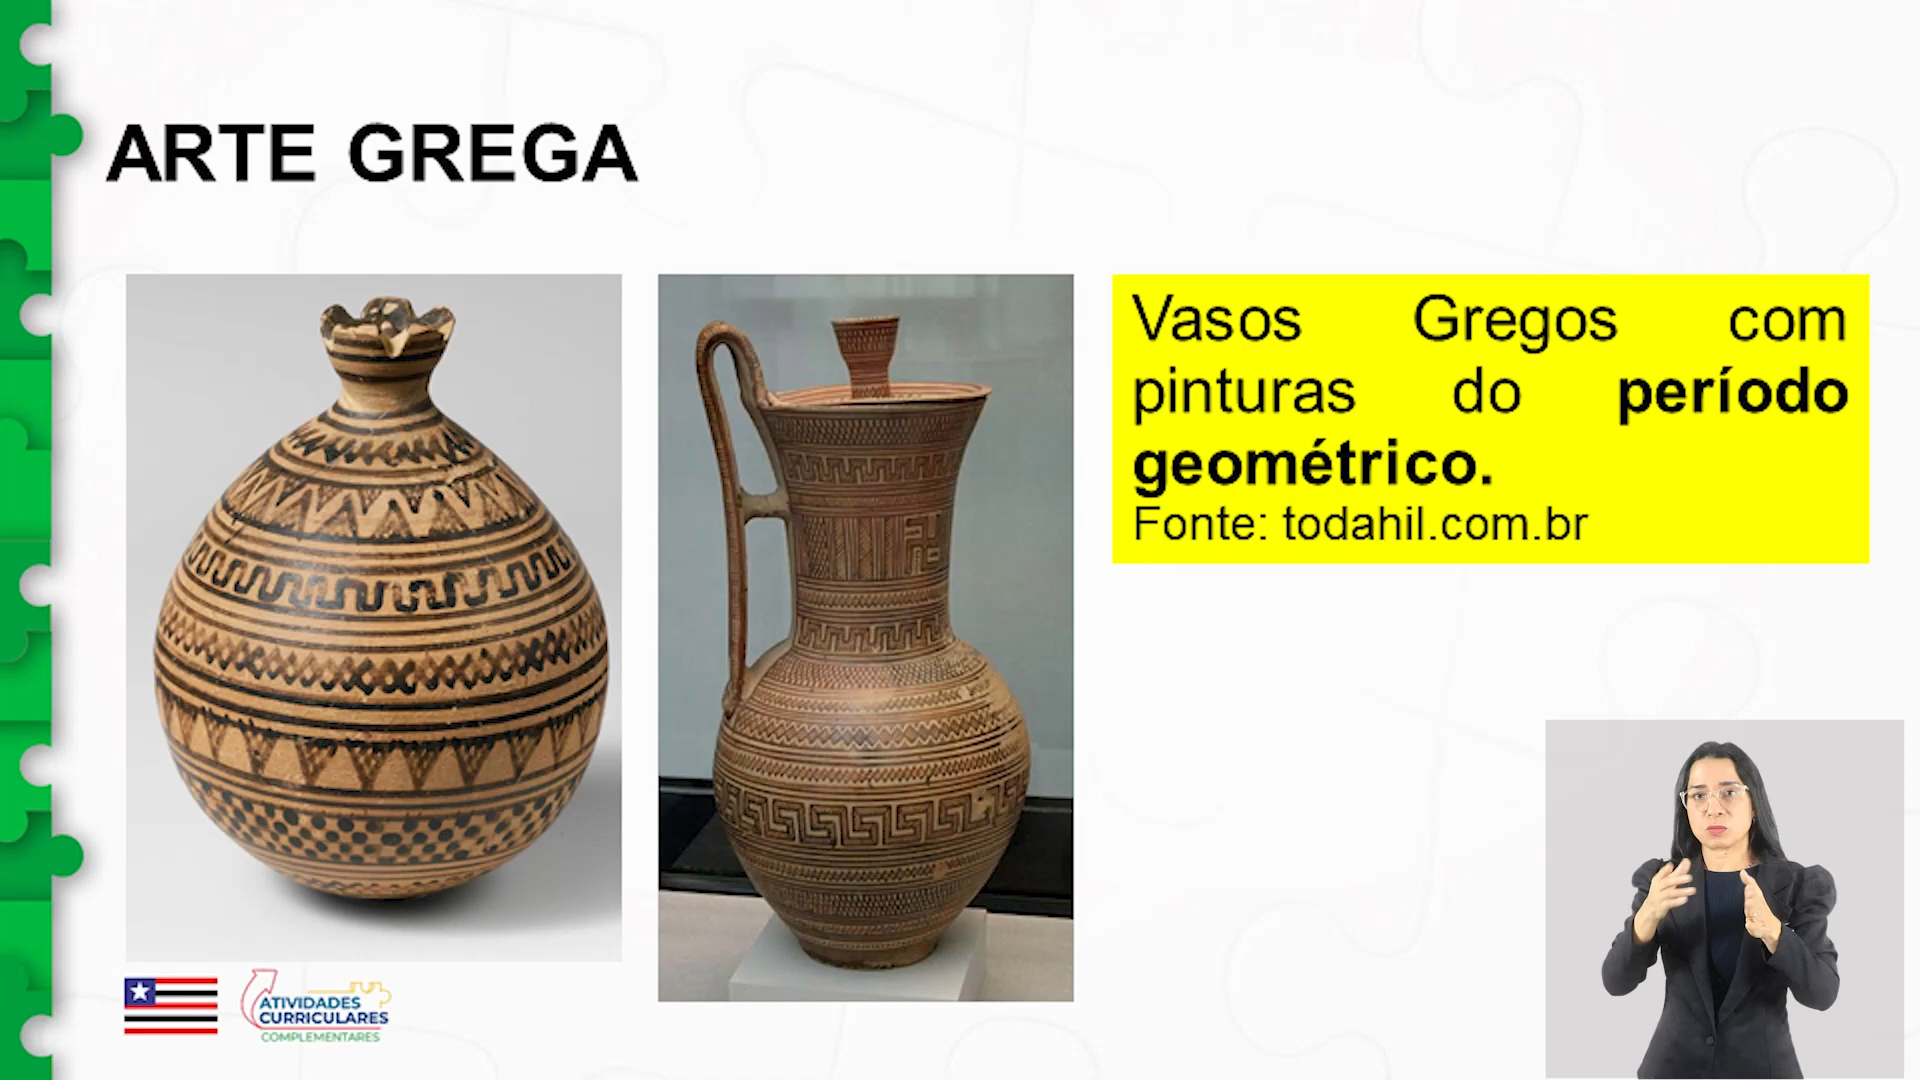 ARTE GREGA
Vasos Gregos com
pinturas do período
geométrico.
Fonte: todahil.com.br
ATIVIDADES
CURRICULARES
COMPLEMENTARES